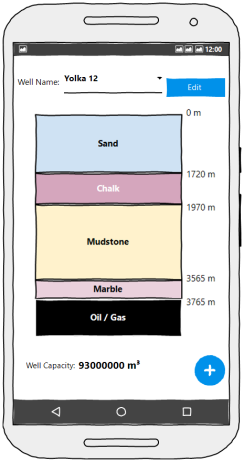 12:00
Well Name: Yolka 12
Edit
0 m
Sand
1720 m
Chalk
1970 m
Mudstone
3565 m
Marble
3765 m
Oil / Gas
Well Capacity: 93000000 m³
+